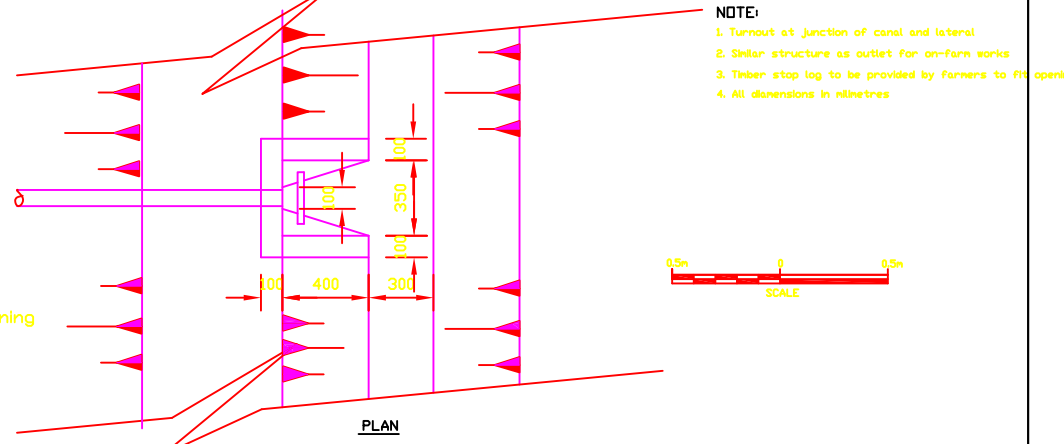 NOTE:
1. Turnout at junction of canal and lateral
2. Similar structure as outlet for on-farm works
3. Timber stop log to be provided by farmers to fit openi
4. All diamensions in milimetres
100
100
350
100
100 400 300
0.5m 0 0.5m
SCALE
ning
PLAN